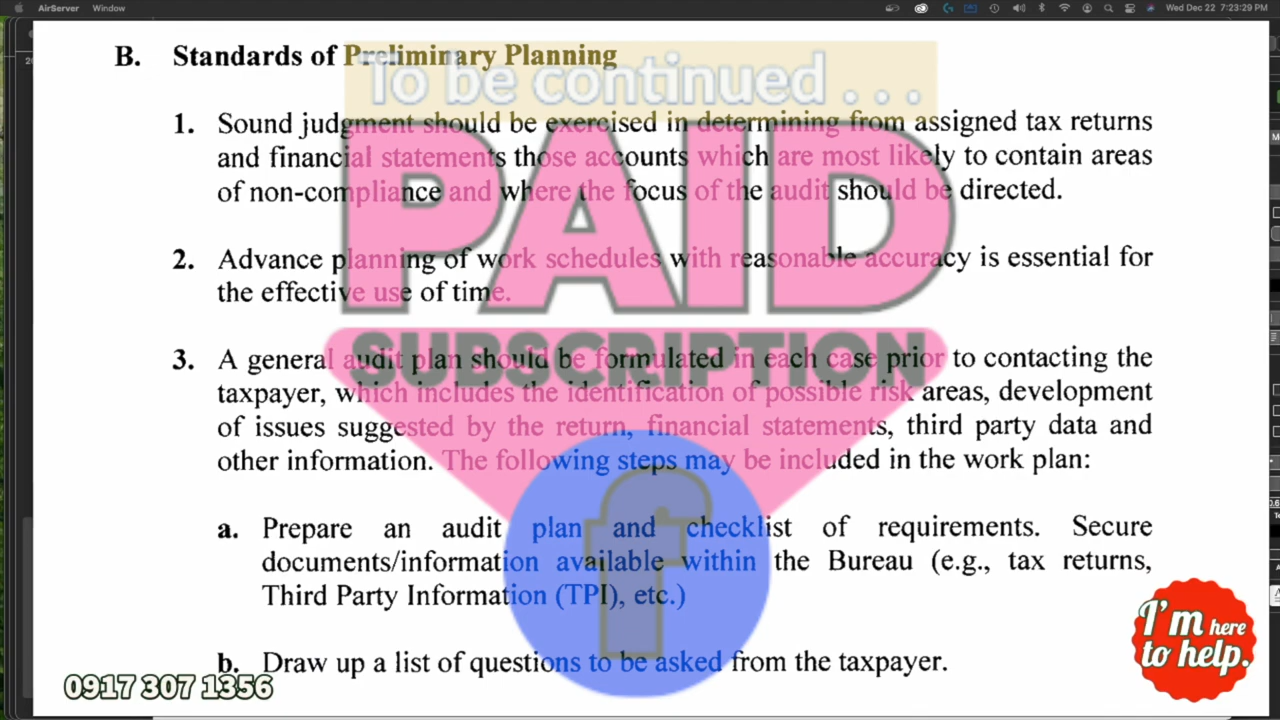 AirServer Window
Wed Dec 22 7:23:29 PM
B. Standards of Preliminary Planning
To be continued . . .
1. Sound judgment should be exercised in determining from assigned tax returns
and financial statements those accounts which are most likely to contain areas
of non-compliance and where the focus of the audit should be directed.
PAID
2. Advance planning of work schedules with reasonable accuracy is essential for
the effective use of time.
SUBSCRIPTION
3. A general audit plan should be formulated in each case prior to contacting the
taxpayer, which includes the identification of possible risk areas, development
of issues suggested by the return, financial statements, third party data and
other information. The following steps may be included in the work plan:
f
a. Prepare an audit plan and checklist of requirements. Secure
documents/information available within the Bureau (e.g., tax returns,
Third Party Information (TPI), etc.)
b. Draw up a list of questions to be asked from the taxpayer.
I'm here
to help.
0917 307 1356